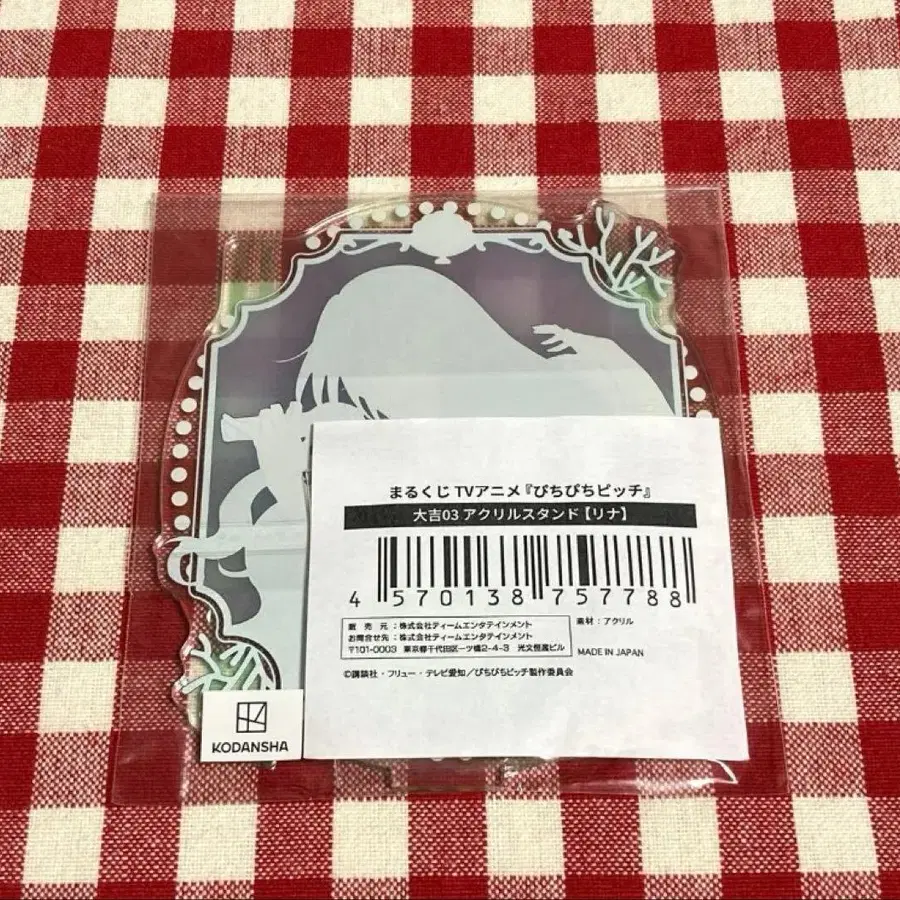 まるくじ TVアニメ『ぴちぴちピッチ』
大吉03 アクリルスタンド【リナ】
4 570138 757788
販 売 元 : 株式会社ティームエンタテインメント
お問合せ先 : 株式会社ティームエンタテインメント
〒101-0003 東京都千代田区一ツ橋2-4-3 光文恒産ビル
素材 : アクリル
MADE IN JAPAN
©講談社・フリュー・テレビ愛知/ぴちぴちピッチ製作委員会
KODANSHA